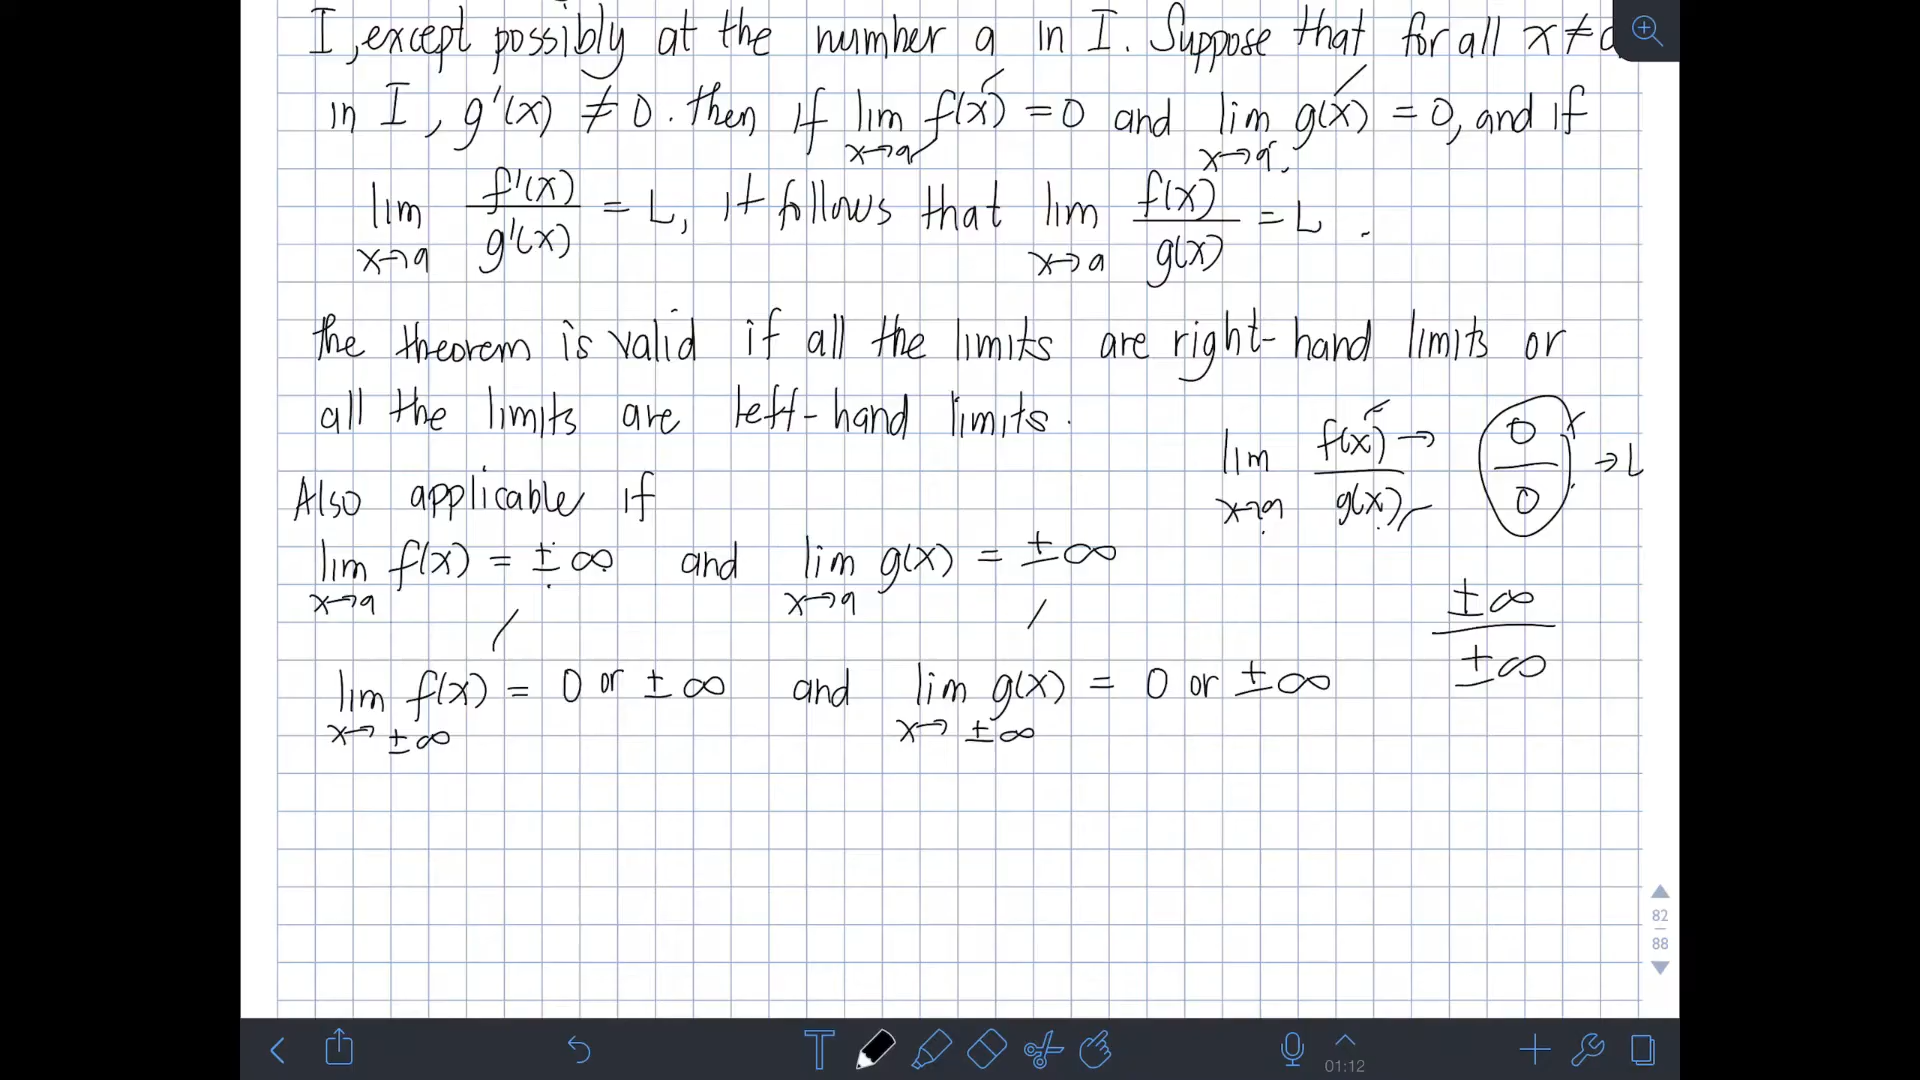 I, except possibly at the number a in I. Suppose that for all x ≠ a
in I, g'(x) ≠ 0. then if lim x→a f(x) = 0 and lim x→a g(x) = 0, and if
lim x→a f'(x)/g'(x) = L, it follows that lim x→a f(x)/g(x) = L.
the theorem is valid if all the limits are right-hand limits or
all the limits are left-hand limits.
lim x→a f(x)/g(x) → 0/0 → L
Also applicable if
lim x→a f(x) = ±∞ and lim x→a g(x) = ±∞
±∞/±∞
lim x→±∞ f(x) = 0 or ±∞ and lim x→±∞ g(x) = 0 or ±∞
82
88
T
01:12